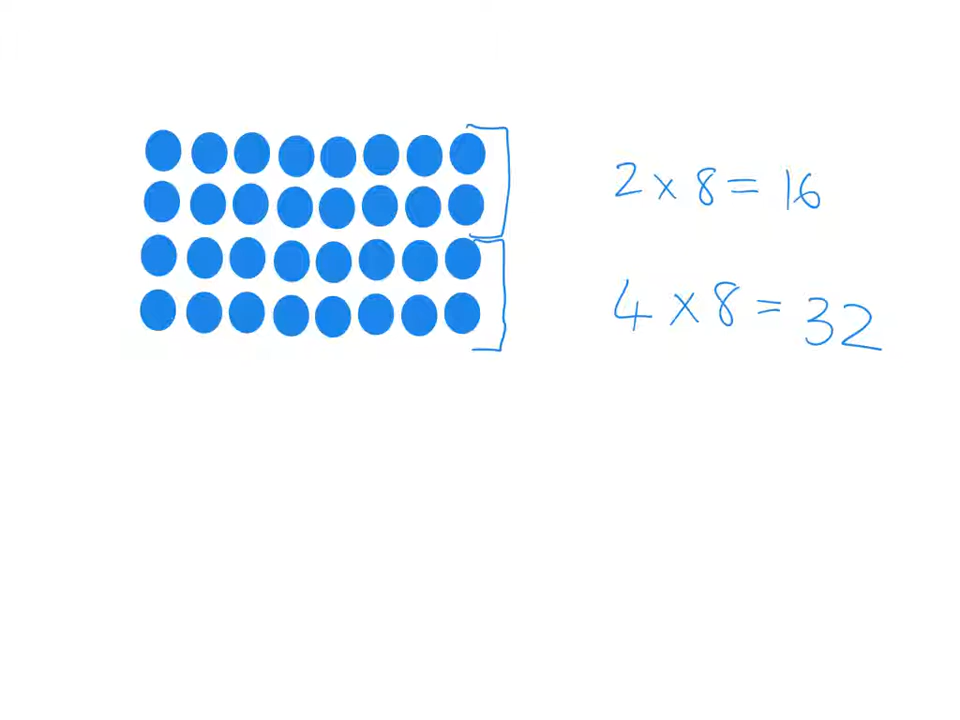 2 x 8 = 16
4 x 8 = 32